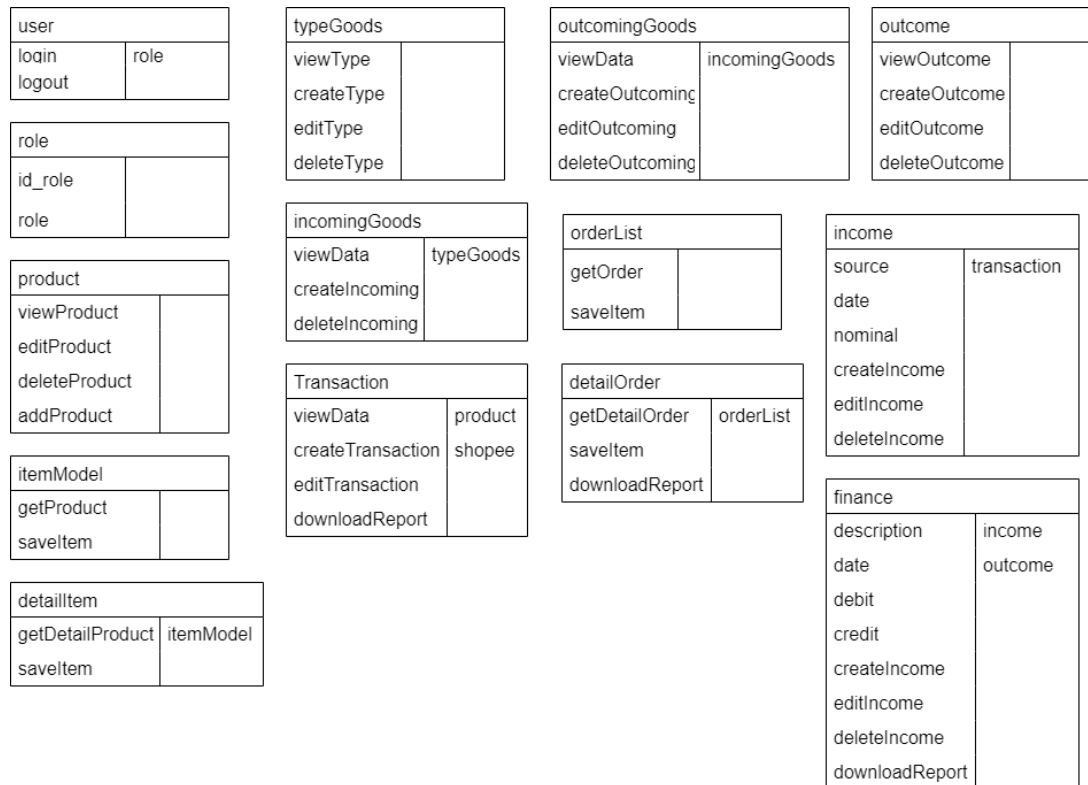 user
login role
logout
role
id_role
role
product
viewProduct
editProduct
deleteProduct
addProduct
itemModel
getProduct
saveItem
detailItem
getDetailProduct itemModel
saveItem
typeGoods
viewType
createType
editType
deleteType
incomingGoods
viewData typeGoods
createIncoming
deleteIncoming
Transaction
viewData product
createTransaction shopee
editTransaction
downloadReport
outcomingGoods
viewData incomingGoods
createOutcoming
editOutcoming
deleteOutcoming
orderList
getOrder
saveItem
detailOrder
getDetailOrder orderList
saveItem
downloadReport
outcome
viewOutcome
createOutcome
editOutcome
deleteOutcome
income
source transaction
date
nominal
createIncome
editIncome
deleteIncome
finance
description income
date outcome
debit
credit
createIncome
editIncome
deleteIncome
downloadReport